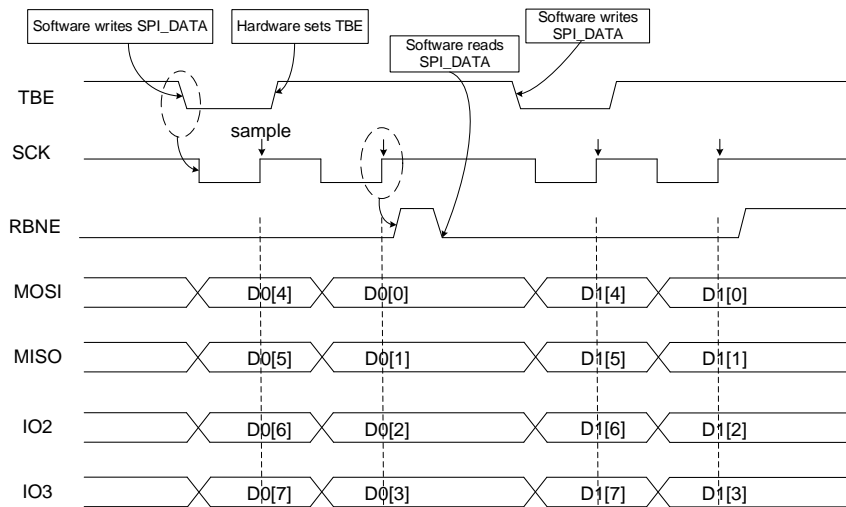 Software writes SPI_DATA
Hardware sets TBE
Software writes
SPI_DATA
Software reads
SPI_DATA
TBE
sample
SCK
RBNE
MOSI
D0[4]
D0[0]
D1[4]
D1[0]
MISO
D0[5]
D0[1]
D1[5]
D1[1]
IO2
D0[6]
D0[2]
D1[6]
D1[2]
IO3
D0[7]
D0[3]
D1[7]
D1[3]